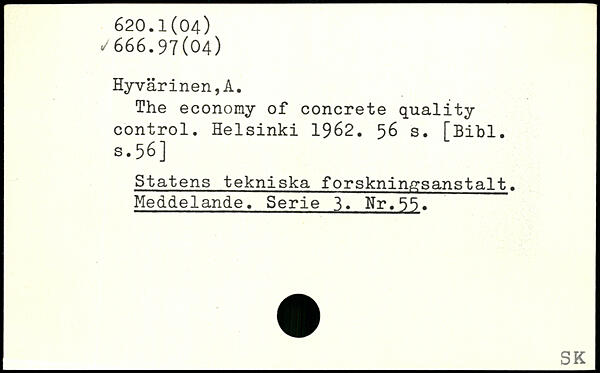 620.1(04)
✓666.97(04)
Hyvärinen,A.
The economy of concrete quality
control. Helsinki 1962. 56 s. [Bibl.
s.56]
Statens tekniska forskningsanstalt.
Meddelande. Serie 3. Nr.55.
SK